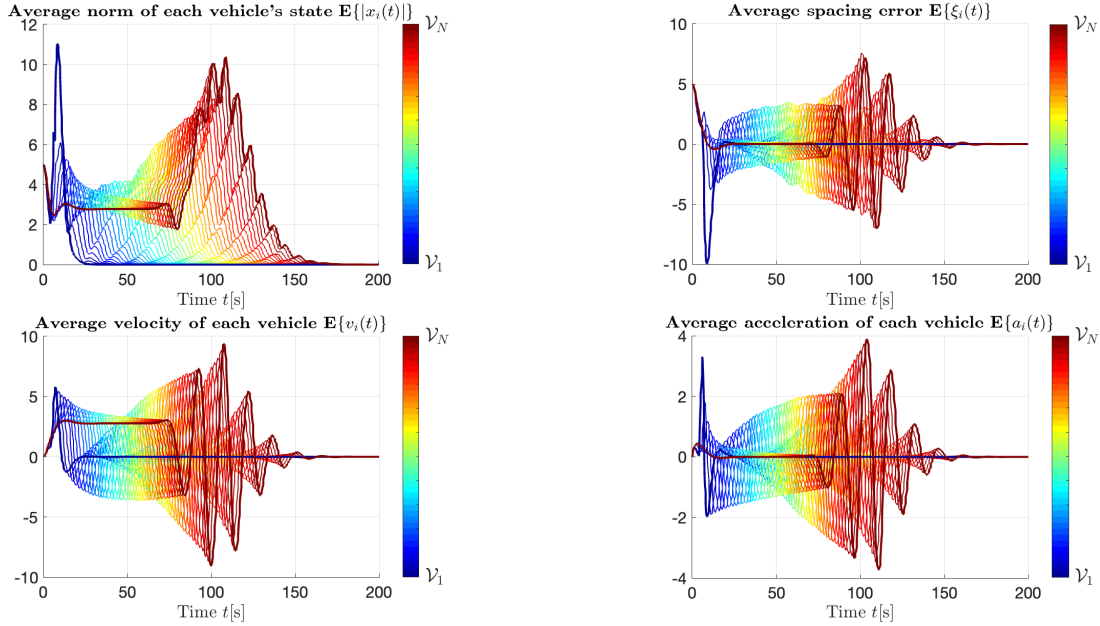 Average norm of each vehicle's state E{|x_i(t)|}
12
10
8
6
4
2
0
0 50 100 150 200
Time t[s]
V_N
V_1
Average spacing error E{ξ_i(t)}
10
5
0
-5
-10
0 50 100 150 200
Time t[s]
V_N
V_1
Average velocity of each vehicle E{v_i(t)}
10
5
0
-5
-10
0 50 100 150 200
Time t[s]
V_N
V_1
Average acceleration of each vehicle E{a_i(t)}
4
2
0
-2
-4
0 50 100 150 200
Time t[s]
V_N
V_1